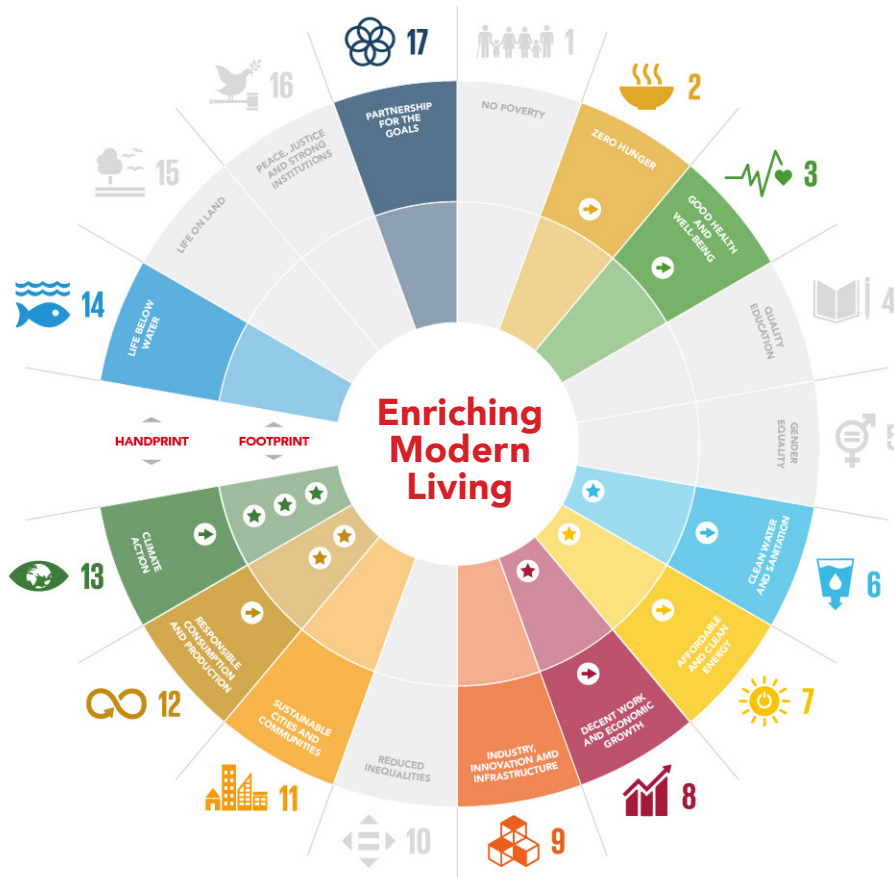 Enriching
Modern
Living
HANDPRINT
FOOTPRINT
1
NO POVERTY
2
ZERO HUNGER
3
GOOD HEALTH
AND
WELL-BEING
4
QUALITY
EDUCATION
5
GENDER
EQUALITY
6
CLEAN WATER
AND SANITATION
7
AFFORDABLE
AND CLEAN
ENERGY
8
DECENT WORK
AND ECONOMIC
GROWTH
9
INDUSTRY,
INNOVATION AMD
INFRASTRUCTURE
10
REDUCED
INEQUALITIES
11
SUSTAINABLE
CITIES AND
COMMUNITIES
12
RESPONSIBLE
CONSUMPTION
AND PRODUCTION
13
CLIMATE
ACTION
14
LIFE BELOW
WATER
15
LIFE ON LAND
16
PEACE, JUSTICE
AND STRONG
INSTITUTIONS
17
PARTNERSHIP
FOR THE
GOALS